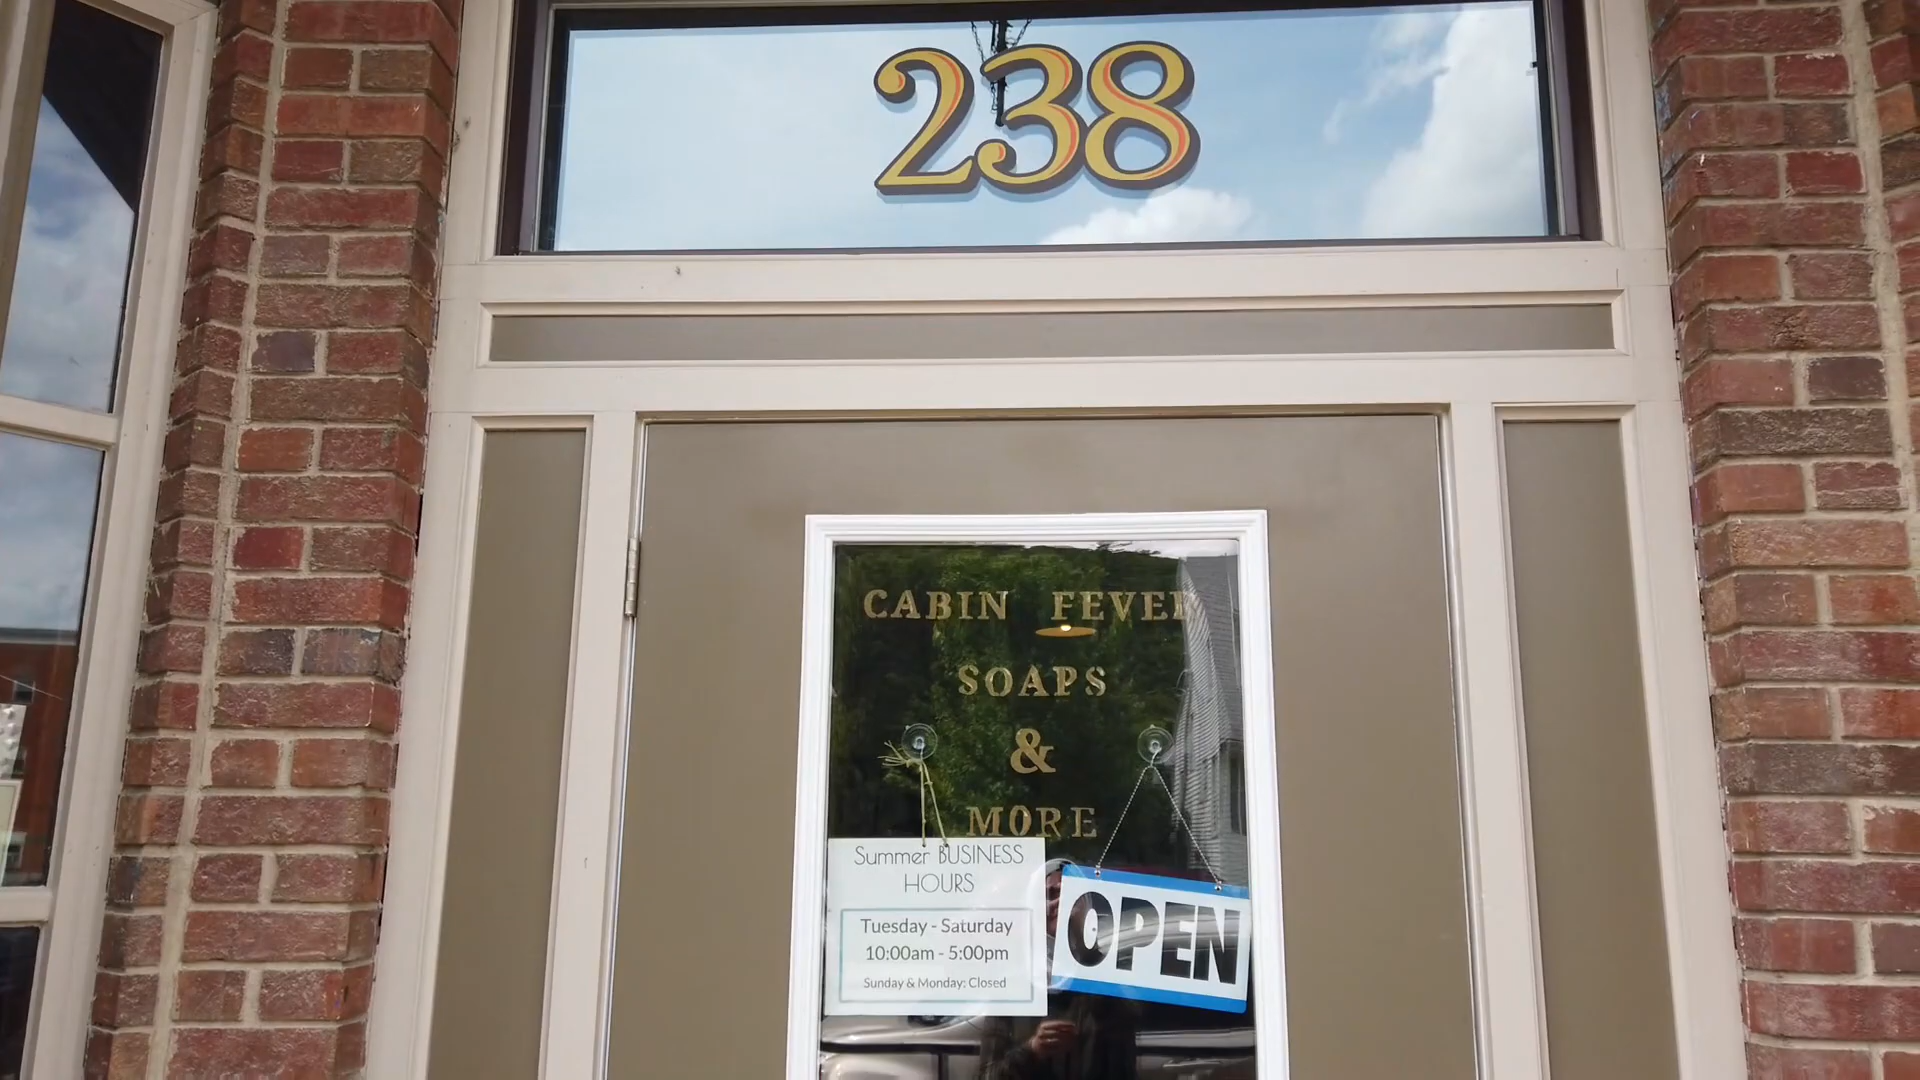 238
CABIN FEVER
SOAPS
&
MORE
Summer BUSINESS
HOURS
Tuesday - Saturday
10:00am - 5:00pm
Sunday & Monday: Closed
OPEN